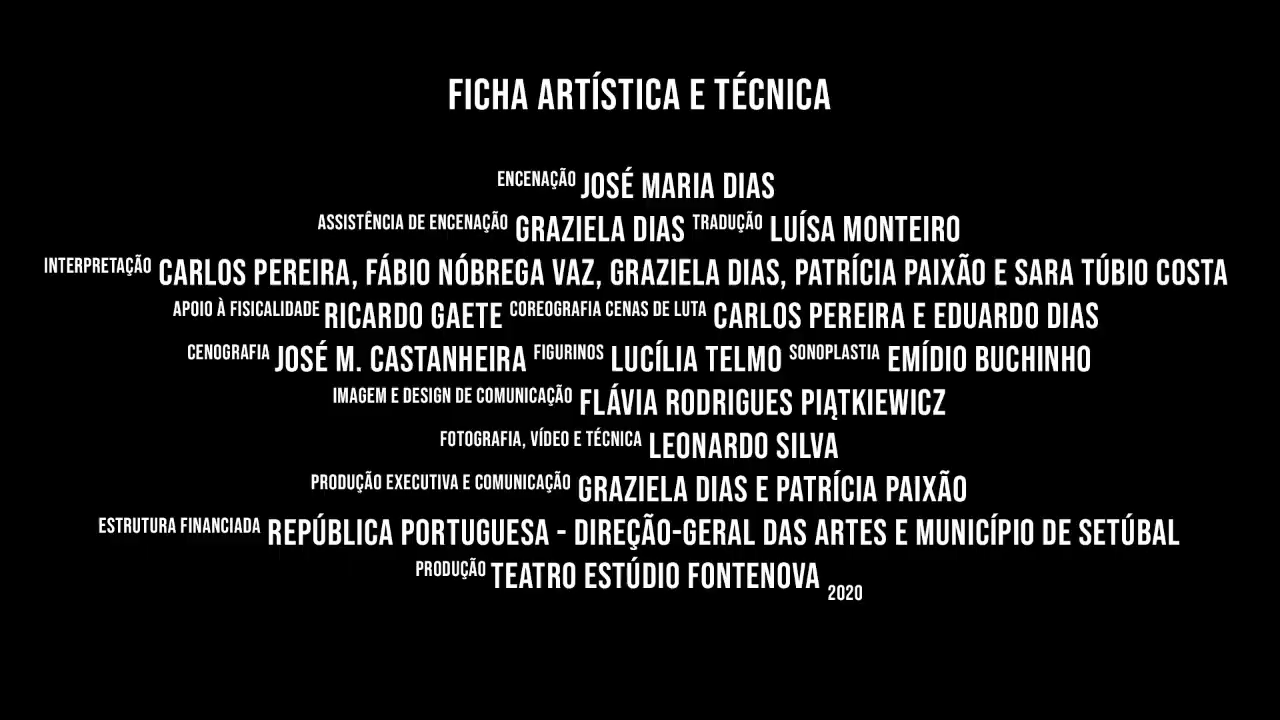 FICHA ARTÍSTICA E TÉCNICA
ENCENAÇÃO JOSÉ MARIA DIAS
ASSISTÊNCIA DE ENCENAÇÃO GRAZIELA DIAS TRADUÇÃO LUÍSA MONTEIRO
INTERPRETAÇÃO CARLOS PEREIRA, FÁBIO NÓBREGA VAZ, GRAZIELA DIAS, PATRÍCIA PAIXÃO E SARA TÚBIO COSTA
APOIO À FISICALIDADE RICARDO GAETE COREOGRAFIA CENAS DE LUTA CARLOS PEREIRA E EDUARDO DIAS
CENOGRAFIA JOSÉ M. CASTANHEIRA FIGURINOS LUCÍLIA TELMO SONOPLASTIA EMÍDIO BUCHINHO
IMAGEM E DESIGN DE COMUNICAÇÃO FLÁVIA RODRIGUES PIĄTKIEWICZ
FOTOGRAFIA, VÍDEO E TÉCNICA LEONARDO SILVA
PRODUÇÃO EXECUTIVA E COMUNICAÇÃO GRAZIELA DIAS E PATRÍCIA PAIXÃO
ESTRUTURA FINANCIADA REPÚBLICA PORTUGUESA - DIREÇÃO-GERAL DAS ARTES E MUNICÍPIO DE SETÚBAL
PRODUÇÃO TEATRO ESTÚDIO FONTENOVA 2020